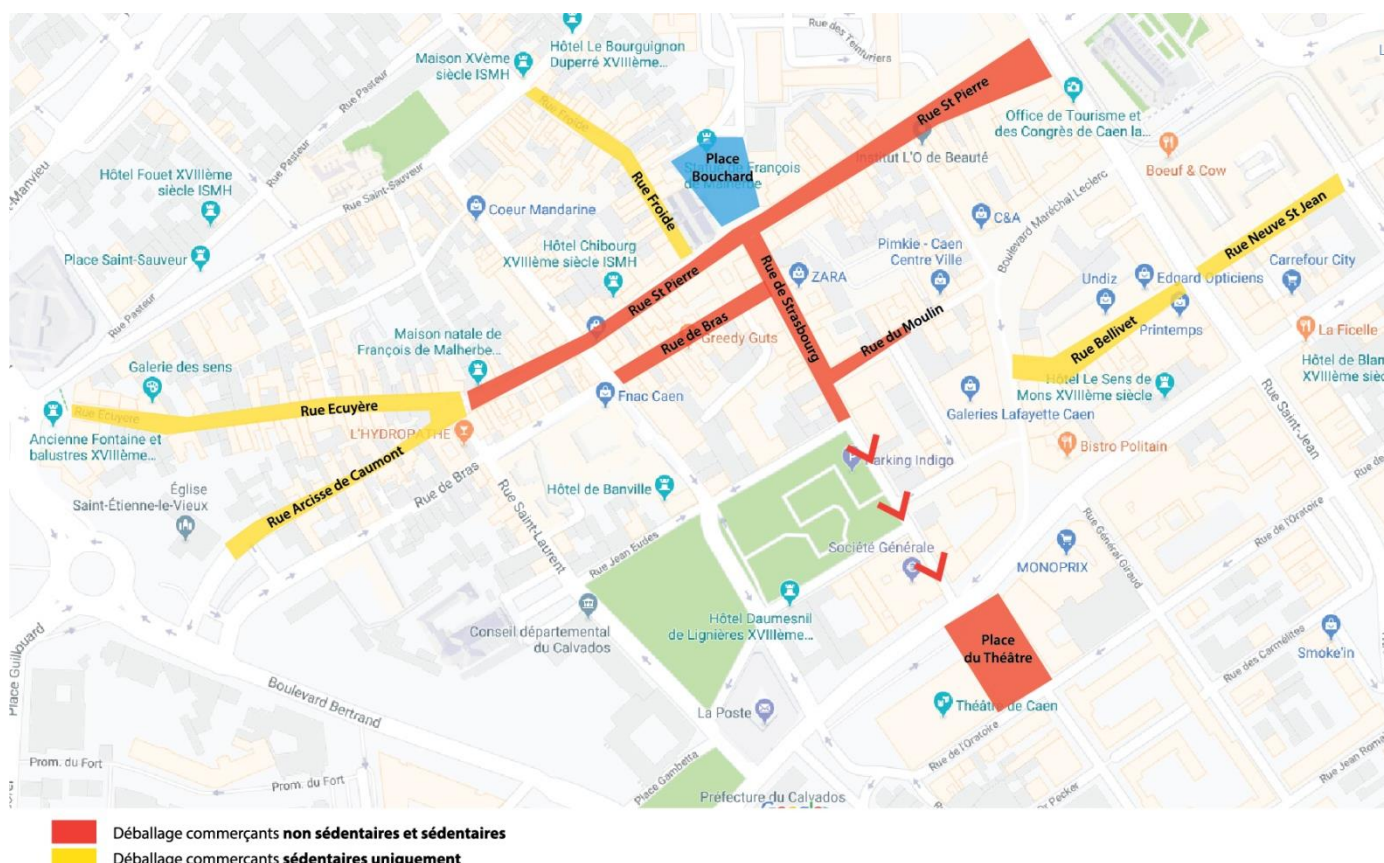 Rue des Teinturiers
Hôtel Le Bourguignon
Duperré XVIIIème...
Maison XVème
siècle ISMH
Rue Pasteur
Rue St Pierre
Office de Tourisme et
des Congrès de Caen la...
Rue Froide
Manvieu
Hôtel Fouet XVIIIème
siècle ISMH
Rue Pasteur
Place
Bouchard
Institut L'O de Beauté
Boeuf & Cow
Rue Saint-Sauveur
Rue Froide
Coeur Mandarine
C&A
Boulevard Maréchal Leclerc
Rue Neuve St Jean
Place Saint-Sauveur
Hôtel Chibourg
XVIIIème siècle ISMH
Pimkie - Caen
Centre Ville
ZARA
Undiz
Edgard Opticiens
Carrefour City
Rue Pasteur
Rue St Pierre
Rue de Strasbourg
Rue du Moulin
Printemps
La Ficelle
Maison natale de
François de Malherbe...
Rue de Bras
Greedy Guts
Rue Bellivet
Galerie des sens
Hôtel Le Sens de
Mons XVIIIème siècle
Rue Ecuyère
Rue Ecuyère
Fnac Caen
Galeries Lafayette Caen
Rue Saint-Jean
Ancienne Fontaine et
balustres XVIIIème...
L'HYDROPATHE
Bistro Politain
Parking Indigo
Rue Arcisse de Caumont
Rue de Bras
Église
Saint-Étienne-le-Vieux
Hôtel de Banville
Rue Saint-Laurent
Rue Jean Eudes
Société Générale
MONOPRIX
Rue Général Giraud
Rue de l'Oratoire
Hôtel Daumesnil
de Lignières XVIIIème...
Conseil départemental
du Calvados
Place
du Théâtre
Rue des Carmélites
Smoke'in
Place Guillouard
Boulevard Bertrand
La Poste
Théâtre de Caen
Rue de l'Oratoire
Prom. du Fort
Prom. du Fort
Place Gambetta
Préfecture du Calvados
Déballage commerçants non sédentaires et sédentaires
Déballage commerçants sédentaires uniquement